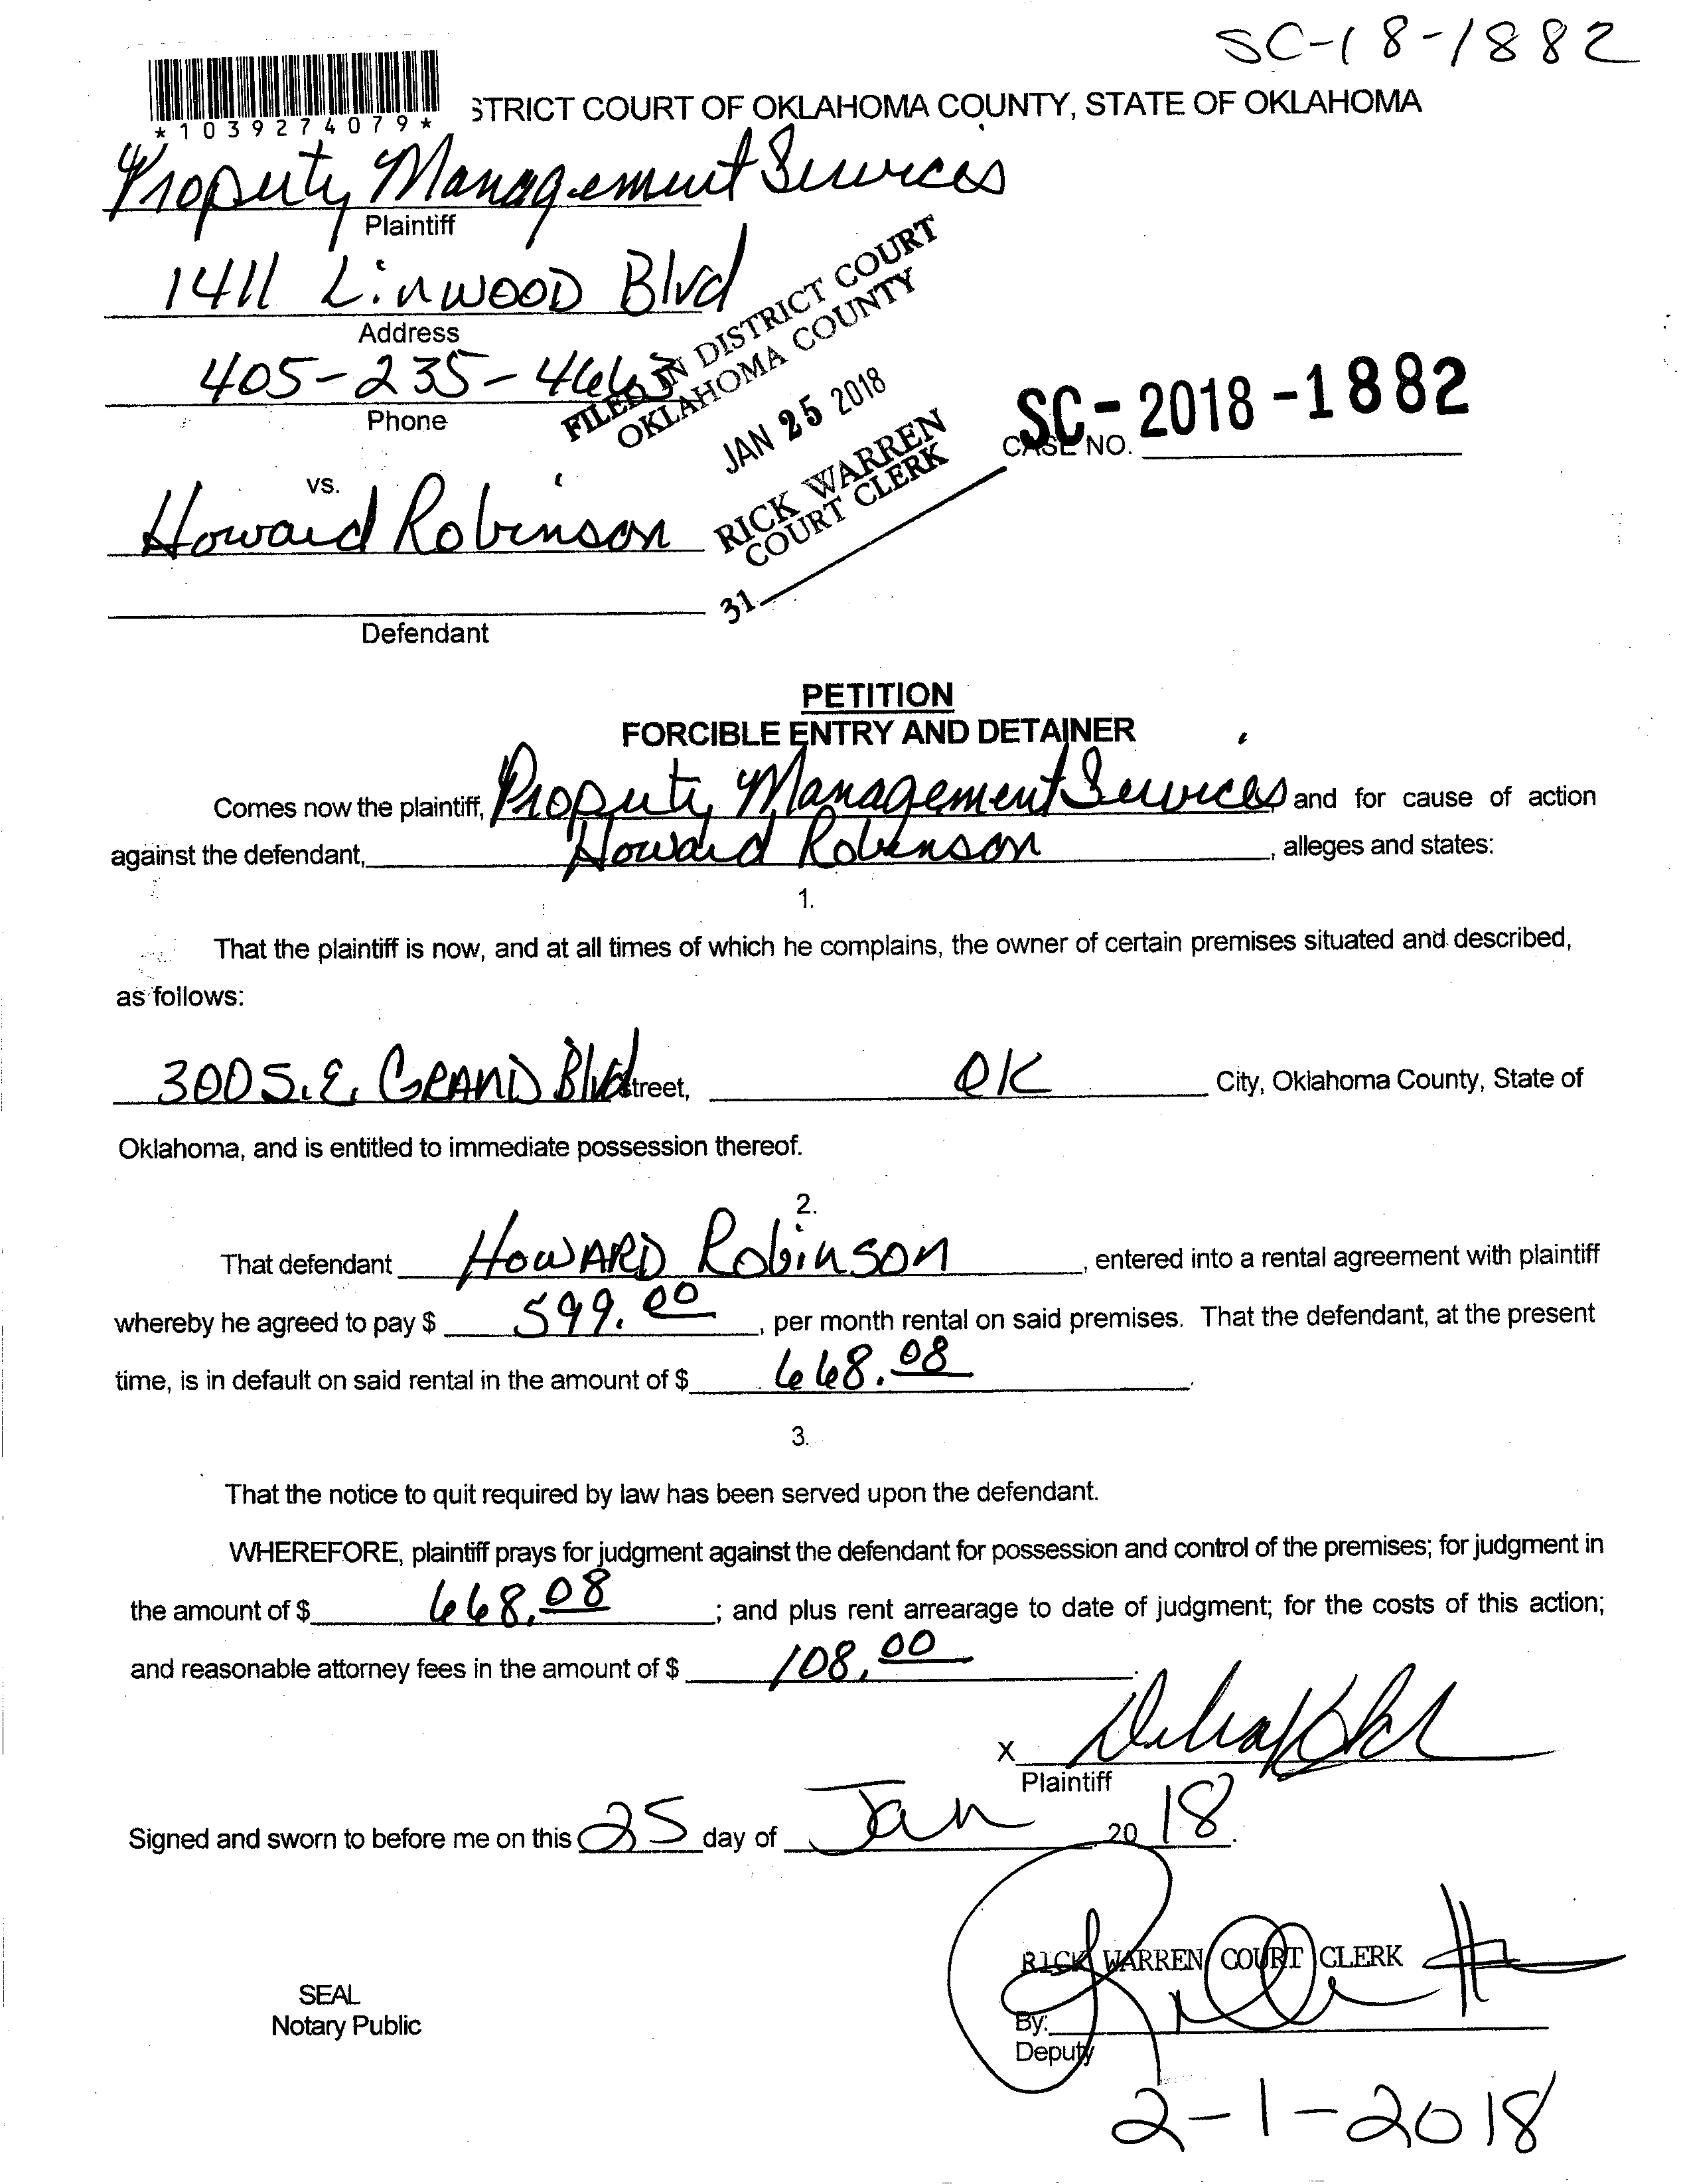 SC-18-1882
*1039274079*
STRICT COURT OF OKLAHOMA COUNTY, STATE OF OKLAHOMA
Property Management Services
Plaintiff
1411 Linwood Blvd
Address
405-235-4663
Phone
FILED IN DISTRICT COURT
OKLAHOMA COUNTY
JAN 25 2018
RICK WARREN
COURT CLERK
31
SC-2018-1882
CASE NO.
vs.
Howard Robinson
Defendant
PETITION
FORCIBLE ENTRY AND DETAINER
Comes now the plaintiff, Property Management Services and for cause of action
against the defendant, Howard Robinson, alleges and states:
1.
That the plaintiff is now, and at all times of which he complains, the owner of certain premises situated and described,
as follows:
300 S.E. GRAND Blvd Street, OK City, Oklahoma County, State of
Oklahoma, and is entitled to immediate possession thereof.
2.
That defendant HOWARD Robinson, entered into a rental agreement with plaintiff
whereby he agreed to pay $ 599.00, per month rental on said premises. That the defendant, at the present
time, is in default on said rental in the amount of $ 668.08.
3.
That the notice to quit required by law has been served upon the defendant.
WHEREFORE, plaintiff prays for judgment against the defendant for possession and control of the premises; for judgment in
the amount of $ 668.08; and plus rent arrearage to date of judgment; for the costs of this action;
and reasonable attorney fees in the amount of $ 108.00.
X
Plaintiff
Signed and sworn to before me on this 25 day of Jan 20 18.
RICK WARREN COURT CLERK
SEAL
Notary Public
By:
Deputy
2-1-2018